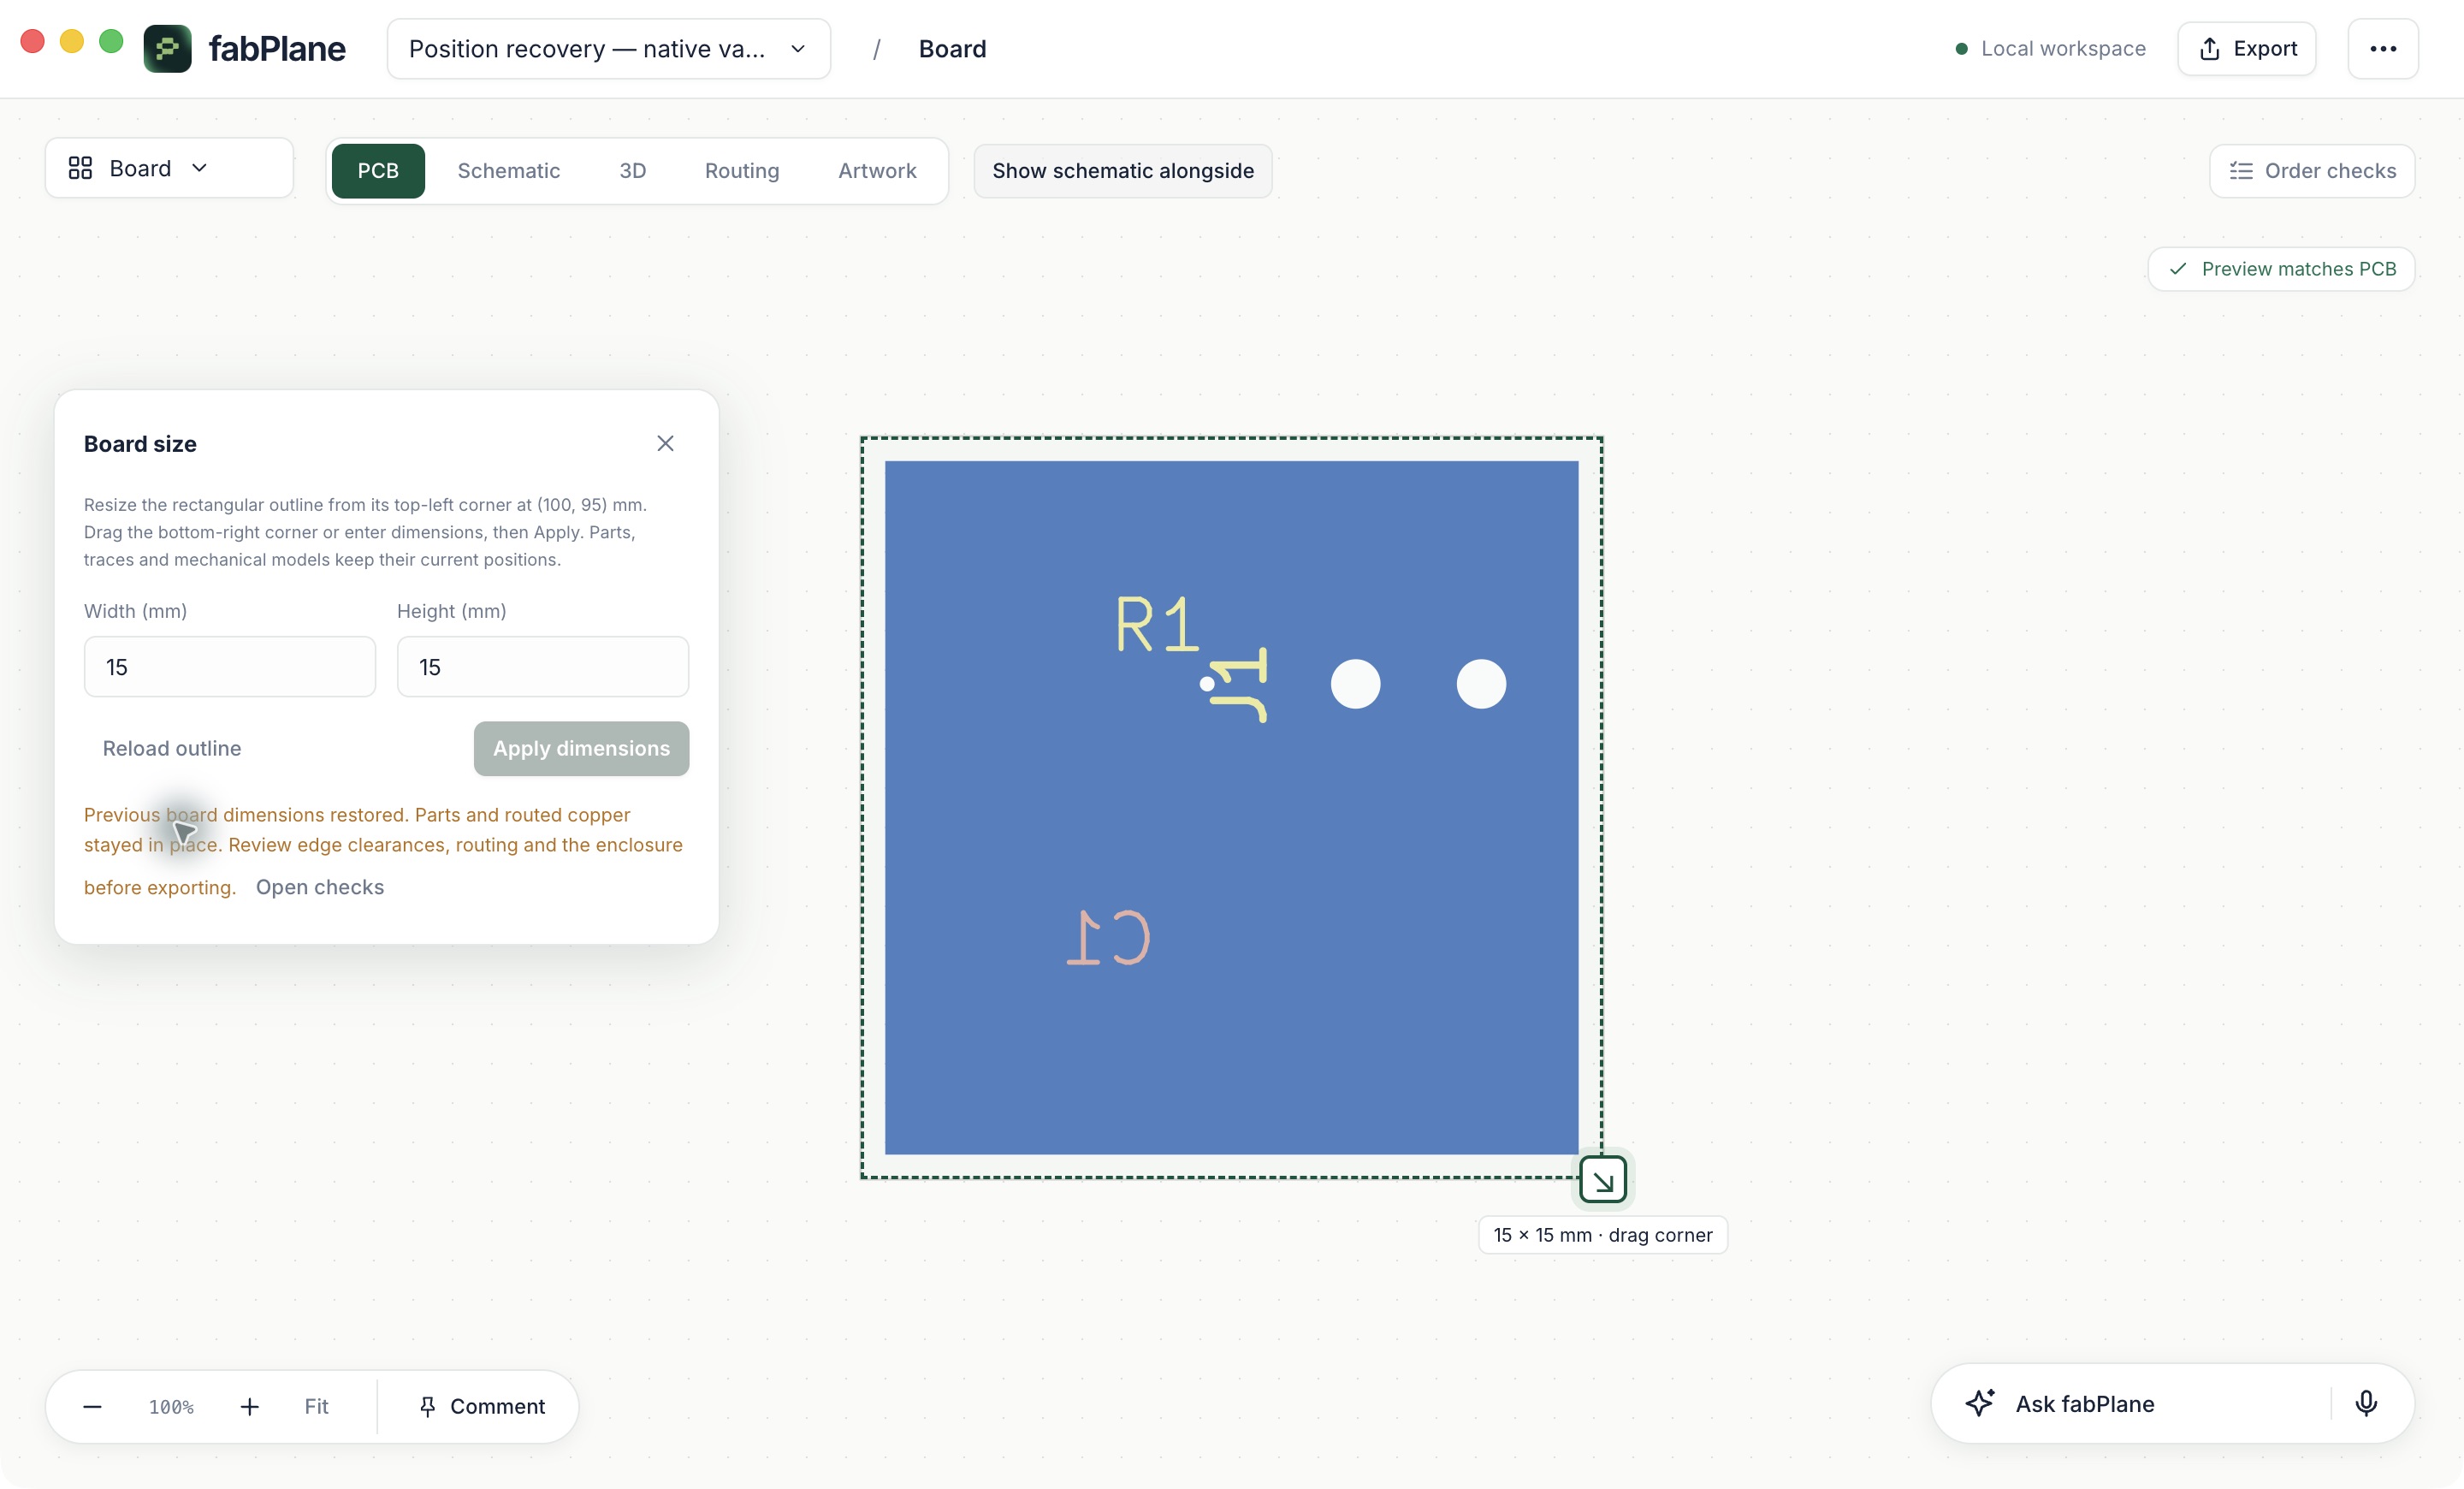 fabPlane
Position recovery — native va...
/
Board
Local workspace
Export
Board
PCB
Schematic
3D
Routing
Artwork
Show schematic alongside
Order checks
Preview matches PCB
Board size
Resize the rectangular outline from its top-left corner at (100, 95) mm.
Drag the bottom-right corner or enter dimensions, then Apply. Parts,
traces and mechanical models keep their current positions.
Width (mm)
Height (mm)
15
15
Reload outline
Apply dimensions
Previous board dimensions restored. Parts and routed copper
stayed in place. Review edge clearances, routing and the enclosure
before exporting.
Open checks
R1
J1
C1
15 × 15 mm · drag corner
100%
Fit
Comment
Ask fabPlane